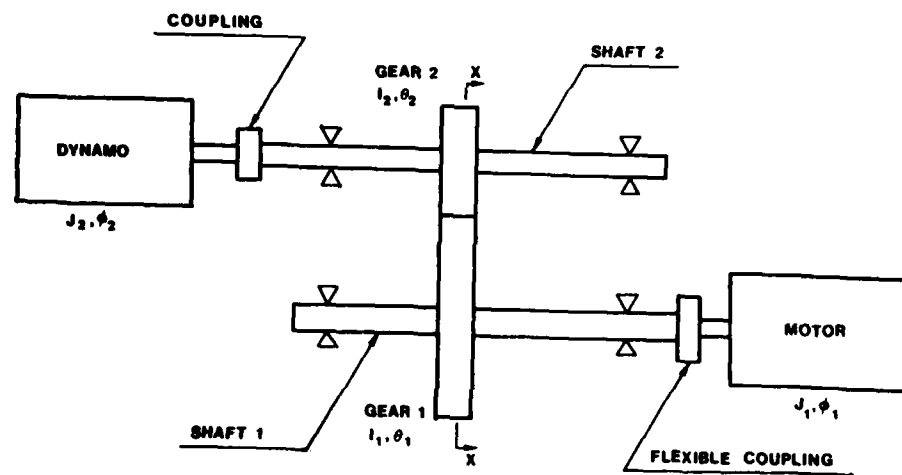 COUPLING
SHAFT 2
GEAR 2
I₂,θ₂
X
DYNAMO
J₂,ϕ₂
MOTOR
J₁,ϕ₁
GEAR 1
I₁,θ₁
X
SHAFT 1
FLEXIBLE COUPLING